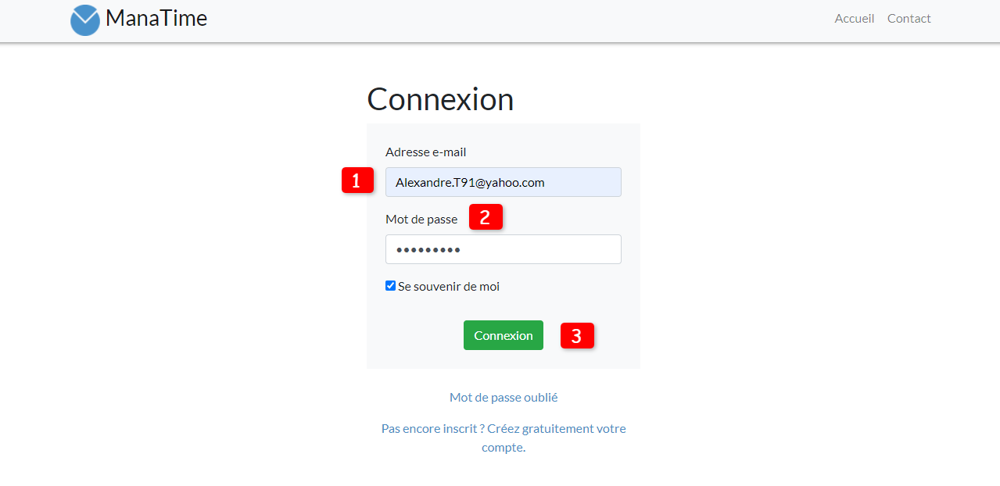 ManaTime
Accueil Contact
Connexion
Adresse e-mail
1
Alexandre.T91@yahoo.com
Mot de passe 2
•••••••••
Se souvenir de moi
Connexion 3
Mot de passe oublié
Pas encore inscrit ? Créez gratuitement votre
compte.